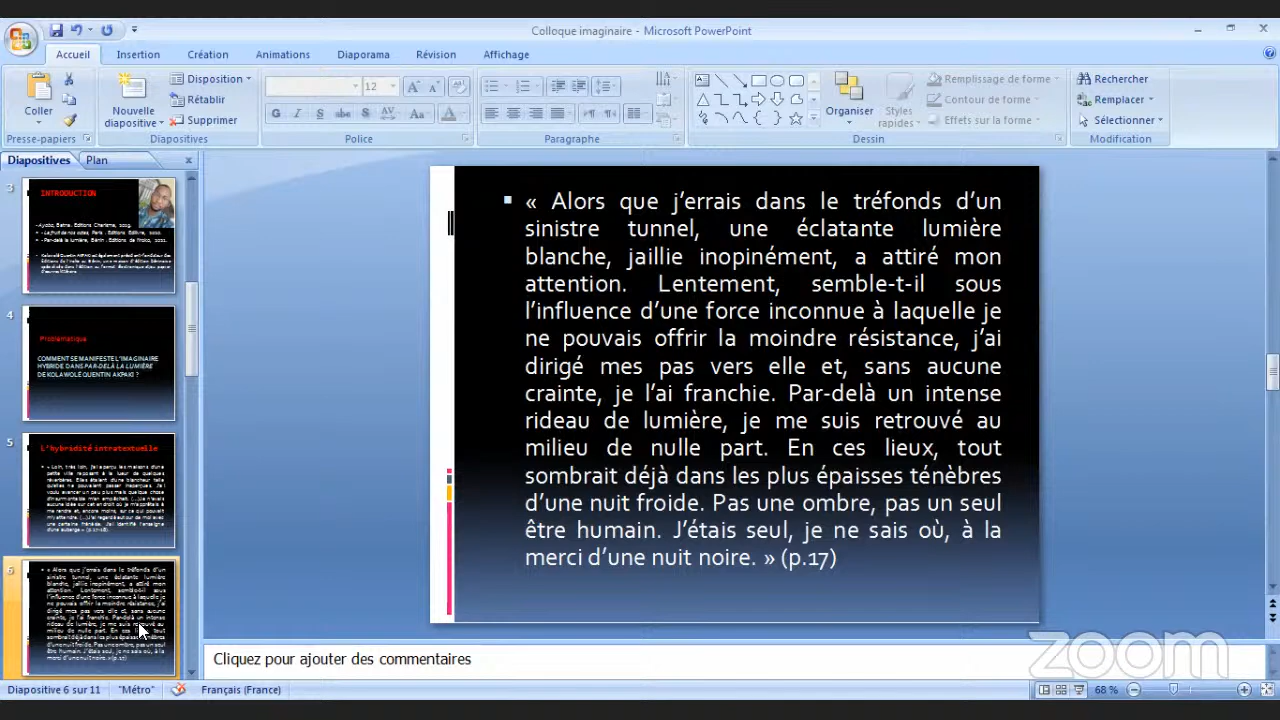 Colloque imaginaire - Microsoft PowerPoint
Accueil Insertion Création Animations Diaporama Révision Affichage
Coller
Presse-papiers
Nouvelle diapositive
Disposition
Rétablir
Supprimer
Diapositives
12
G I S abc S AV Aa A
Police
Paragraphe
Organiser
Styles rapides
Remplissage de forme
Contour de forme
Effets sur la forme
Dessin
Rechercher
Remplacer
Sélectionner
Modification
Diapositives Plan
3
INTRODUCTION
4
Problématique
COMMENT SE MANIFESTE L'IMAGINAIRE
HYBRIDE DANS PAR-DELÀ LA LUMIÈRE
DE KOLAWOLÉ QUENTIN AKPAKI ?
5
L'hybridité intratextuelle
6
« Alors que j'errais dans le tréfonds d'un
sinistre tunnel, une éclatante lumière
blanche, jaillie inopinément, a attiré mon
attention. Lentement, semble-t-il sous
l'influence d'une force inconnue à laquelle je
ne pouvais offrir la moindre résistance, j'ai
dirigé mes pas vers elle et, sans aucune
crainte, je l'ai franchie. Par-delà un intense
rideau de lumière, je me suis retrouvé au
milieu de nulle part. En ces lieux, tout
sombrait déjà dans les plus épaisses ténèbres
d'une nuit froide. Pas une ombre, pas un seul
être humain. J'étais seul, je ne sais où, à la
merci d'une nuit noire. » (p.17)
Cliquez pour ajouter des commentaires
zoom
Diapositive 6 sur 11 "Métro" Français (France) 68 %